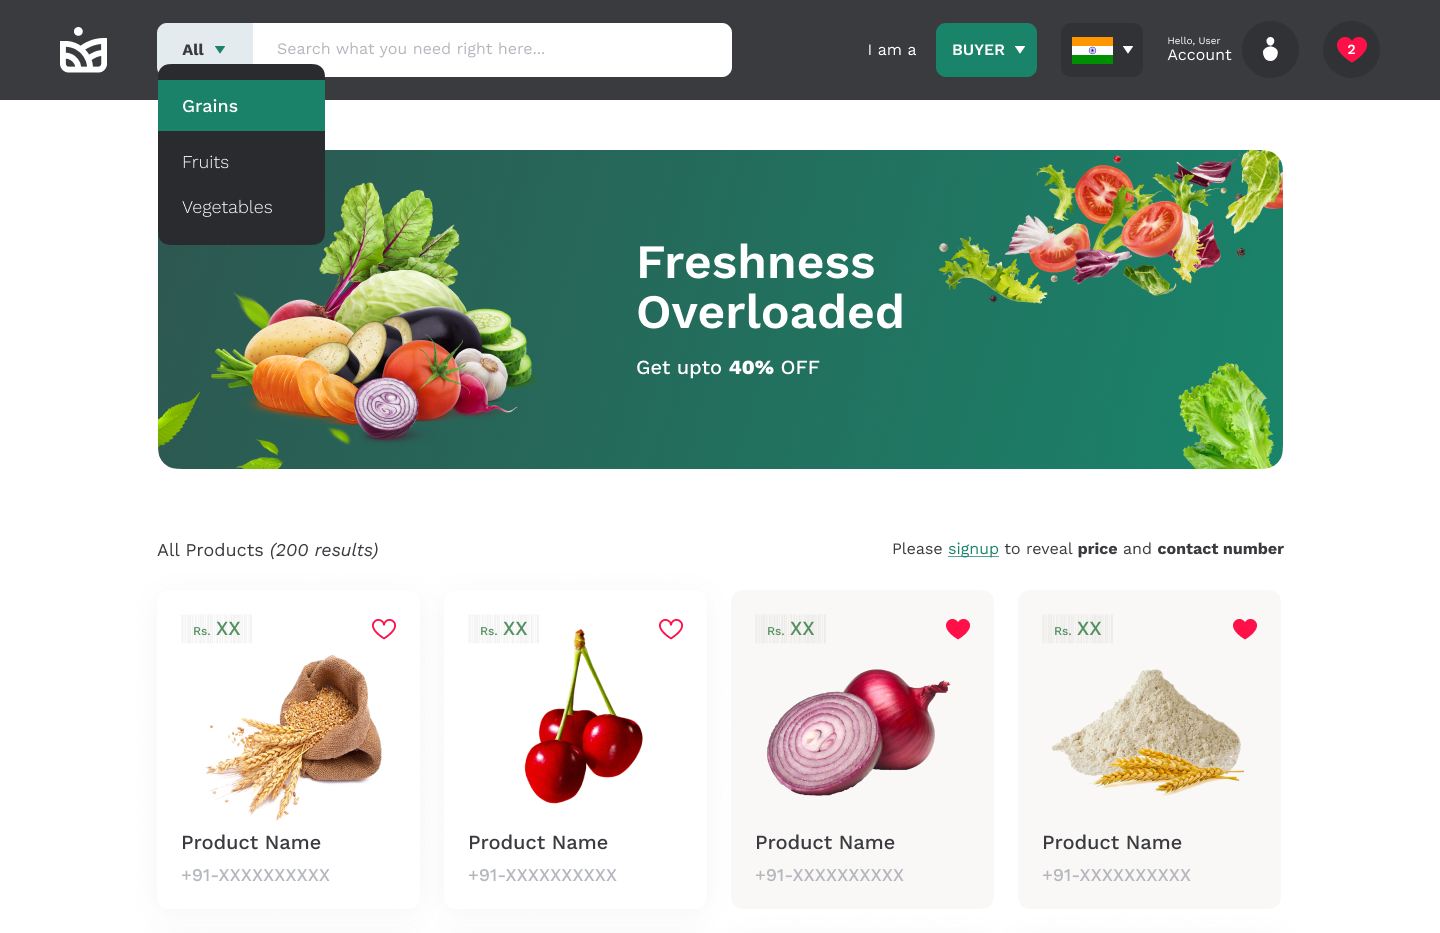 All
Search what you need right here...
I am a
BUYER
Hello, User
Account
2
Grains
Fruits
Vegetables
Freshness
Overloaded
Get upto 40% OFF
All Products (200 results)
Please signup to reveal price and contact number
Rs. XX
Rs. XX
Rs. XX
Rs. XX
Product Name
Product Name
Product Name
Product Name
+91-XXXXXXXXXX
+91-XXXXXXXXXX
+91-XXXXXXXXXX
+91-XXXXXXXXXX